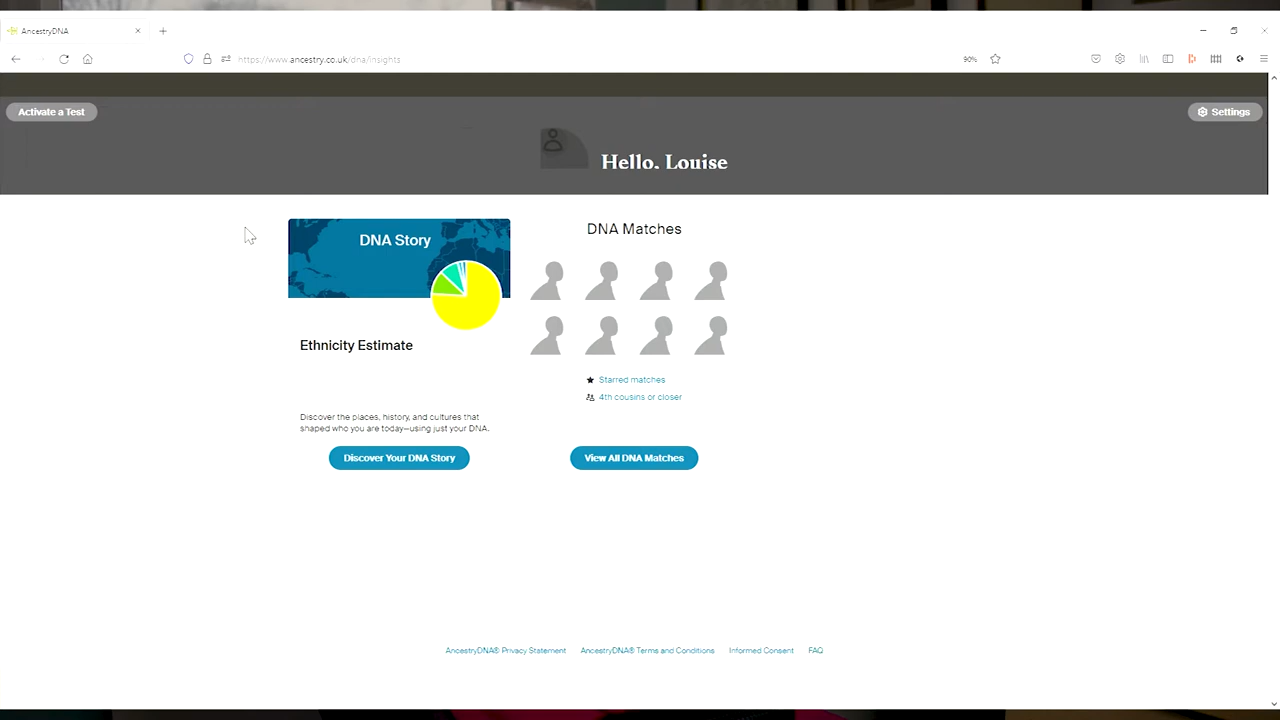 AncestryDNA
https://www.ancestry.co.uk/dna/insights
90%
Activate a Test
Settings
Hello, Louise
DNA Story
DNA Matches
Ethnicity Estimate
Starred matches
4th cousins or closer
Discover the places, history, and cultures that
shaped who you are today—using just your DNA.
Discover Your DNA Story
View All DNA Matches
AncestryDNA® Privacy Statement
AncestryDNA® Terms and Conditions
Informed Consent
FAQ